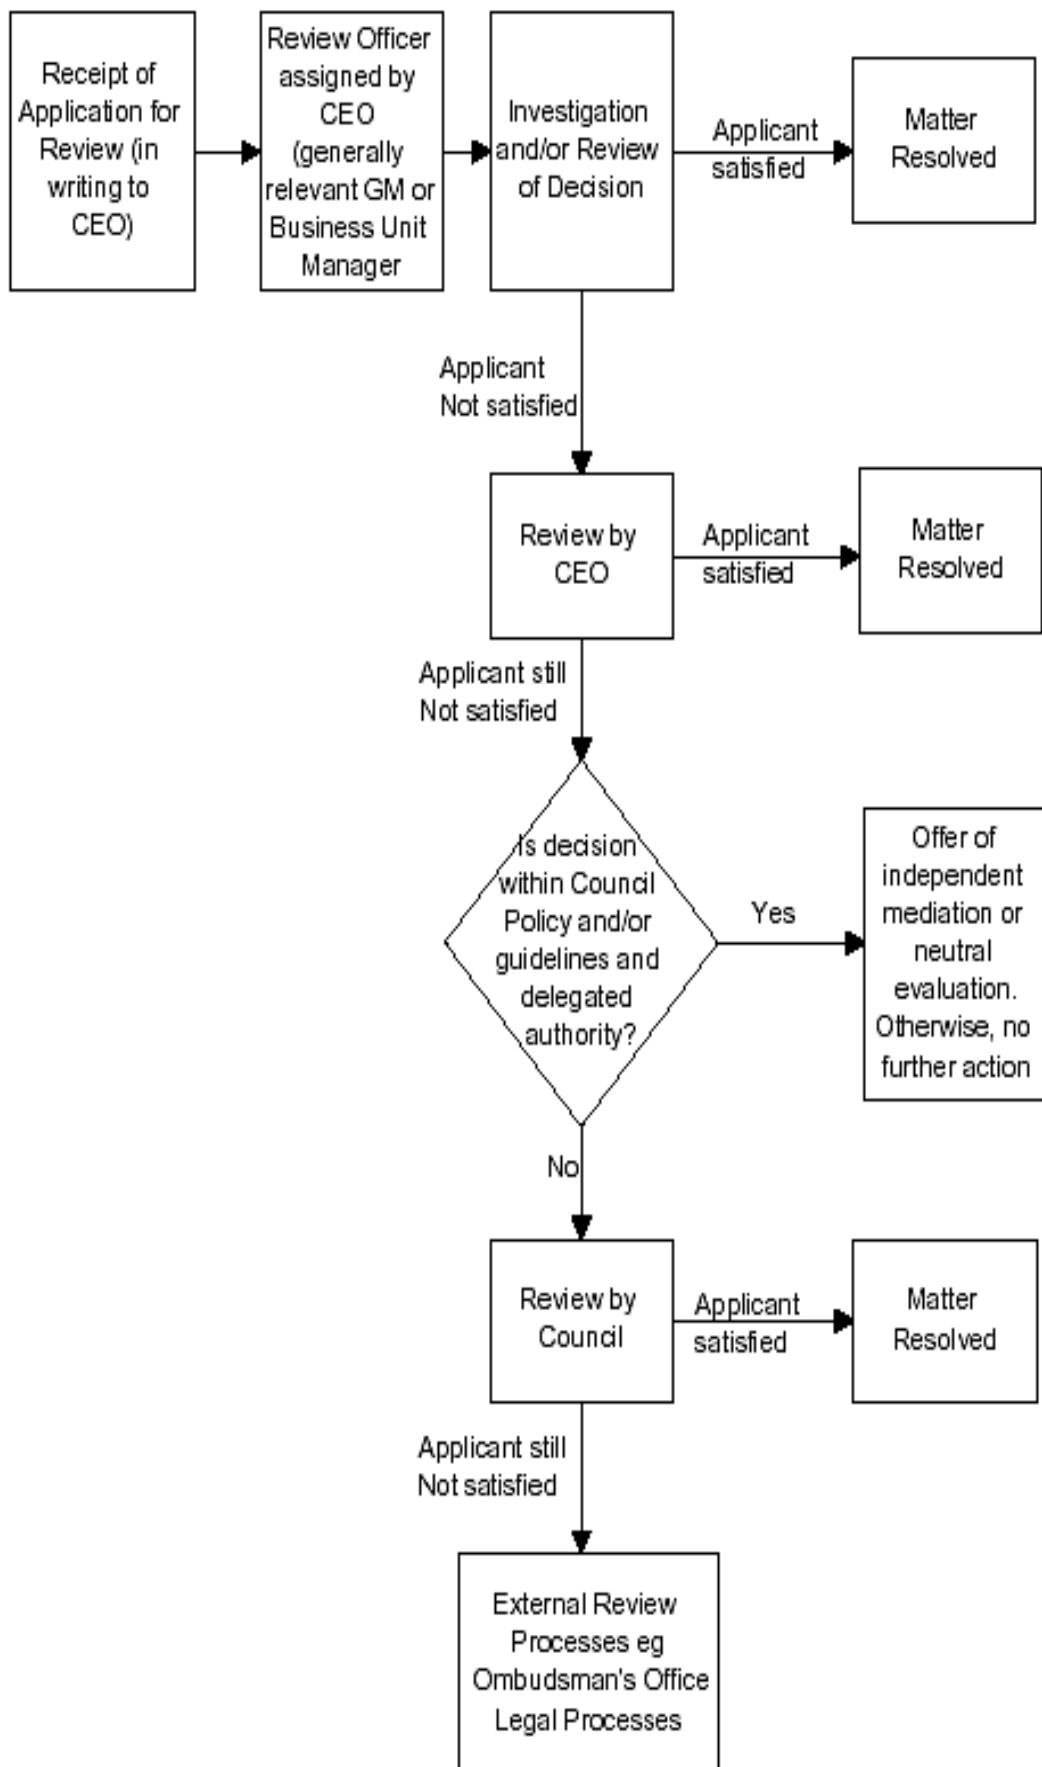 Receipt of
Application for
Review (in
writing to
CEO)
Review Officer
assigned by
CEO
(generally
relevant GM or
Business Unit
Manager
Investigation
and/or Review
of Decision
Applicant
satisfied
Matter
Resolved
Applicant
Not satisfied
Review by
CEO
Applicant
satisfied
Matter
Resolved
Applicant still
Not satisfied
Is decision
within Council
Policy and/or
guidelines and
delegated
authority?
Yes
Offer of
independent
mediation or
neutral
evaluation.
Otherwise, no
further action
No
Review by
Council
Applicant
satisfied
Matter
Resolved
Applicant still
Not satisfied
External Review
Processes eg
Ombudsman's Office
Legal Processes